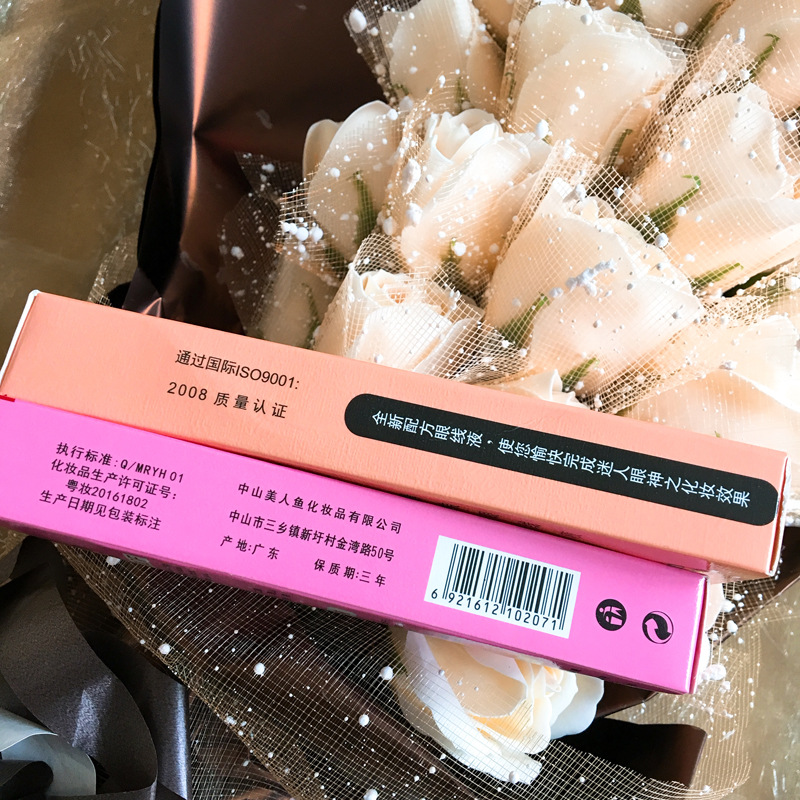 通过国际ISO9001:
2008质量认证
全新配方眼线液，使您愉快完成迷人眼神之化妆效果
执行标准:Q/MRYH 01
化妆品生产许可证号:
粤妆20161802
生产日期见包装标注
中山美人鱼化妆品有限公司
中山市三乡镇新圩村金湾路50号
产地:广东 保质期:三年
6 921612 102071